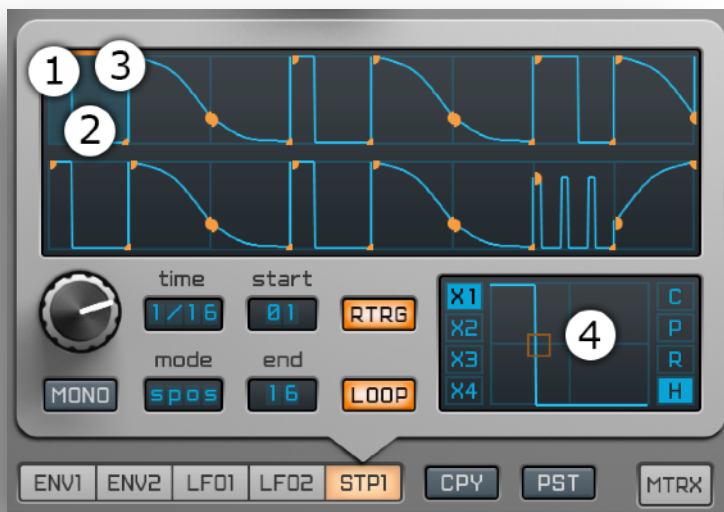 1 3
2
time start
1/16 01 RTRG
mode end
MONO spos 16 LOOP
X1 C
X2 P
X3 4 R
X4 H
ENV1 ENV2 LFO1 LFO2 STP1 CPY PST MTRX